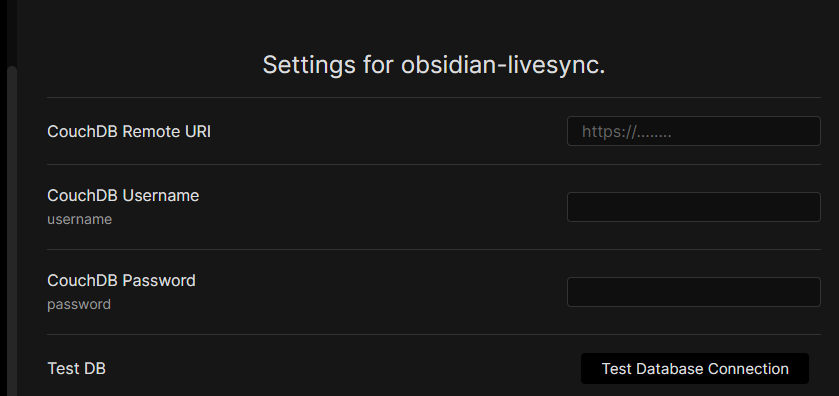 Settings for obsidian-livesync.
CouchDB Remote URI
https://........
CouchDB Username
username
CouchDB Password
password
Test DB
Test Database Connection